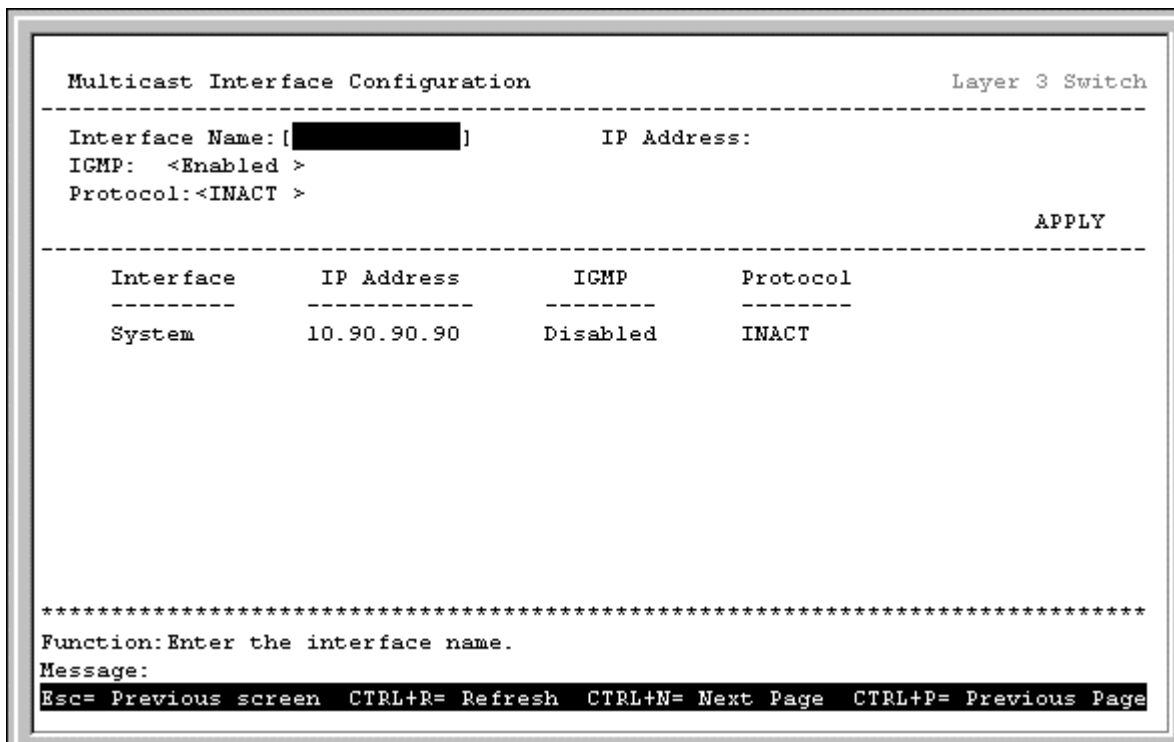 Multicast Interface Configuration Layer 3 Switch
--------------------------------------------------------------------------------
Interface Name:[ ] IP Address:
IGMP: <Enabled >
Protocol:<INACT >
APPLY
--------------------------------------------------------------------------------
Interface IP Address IGMP Protocol
--------- ------------ -------- --------
System 10.90.90.90 Disabled INACT
********************************************************************************
Function:Enter the interface name.
Message:
Esc= Previous screen CTRL+R= Refresh CTRL+N= Next Page CTRL+P= Previous Page